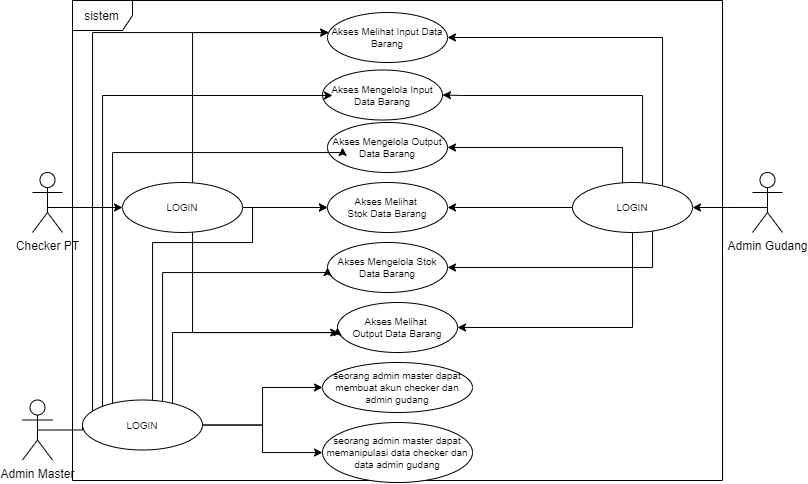 sistem
Akses Melihat Input Data
Barang
Akses Mengelola Input
Data Barang
Akses Mengelola Output
Data Barang
LOGIN
Akses Melihat
Stok Data Barang
LOGIN
Checker PT
Admin Gudang
Akses Mengelola Stok
Data Barang
Akses Melihat
Output Data Barang
seorang admin master dapat
membuat akun checker dan
admin gudang
LOGIN
seorang admin master dapat
memanipulasi data checker dan
data admin gudang
Admin Master